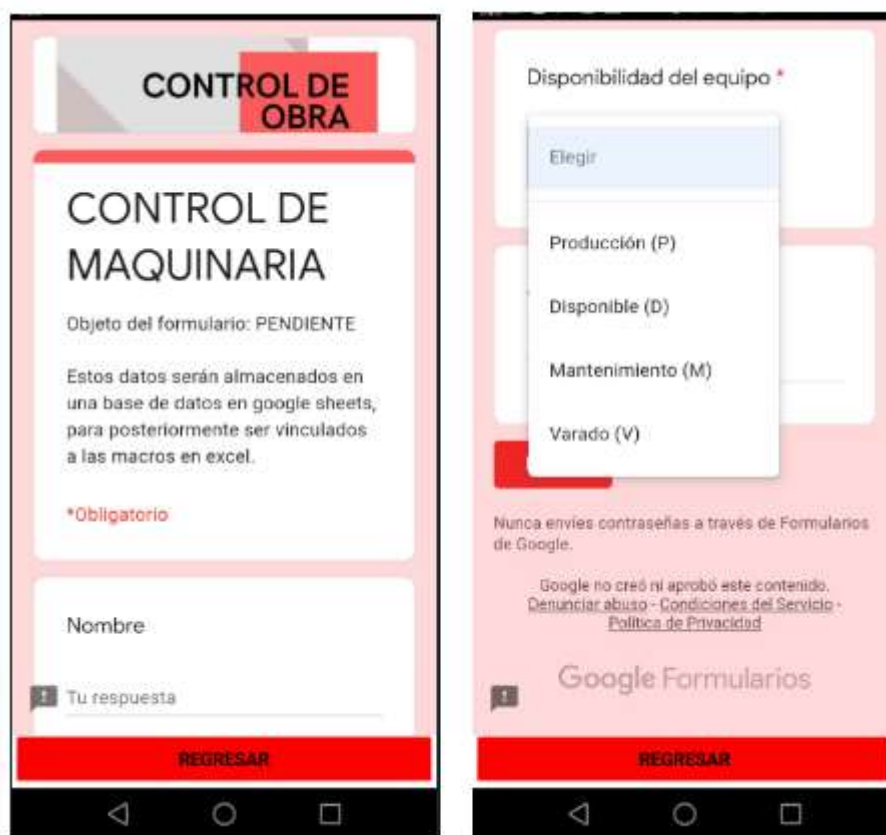 CONTROL DE
OBRA
CONTROL DE
MAQUINARIA
Objeto del formulario: PENDIENTE
Estos datos serán almacenados en
una base de datos en google sheets,
para posteriormente ser vinculados
a las macros en excel.
*Obligatorio
Nombre
Tu respuesta
REGRESAR
Disponibilidad del equipo *
Elegir
Producción (P)
Disponible (D)
Mantenimiento (M)
Varado (V)
Nunca envíes contraseñas a través de Formularios
de Google.
Google no creó ni aprobó este contenido.
Denunciar abuso - Condiciones del Servicio -
Política de Privacidad
Google Formularios
REGRESAR